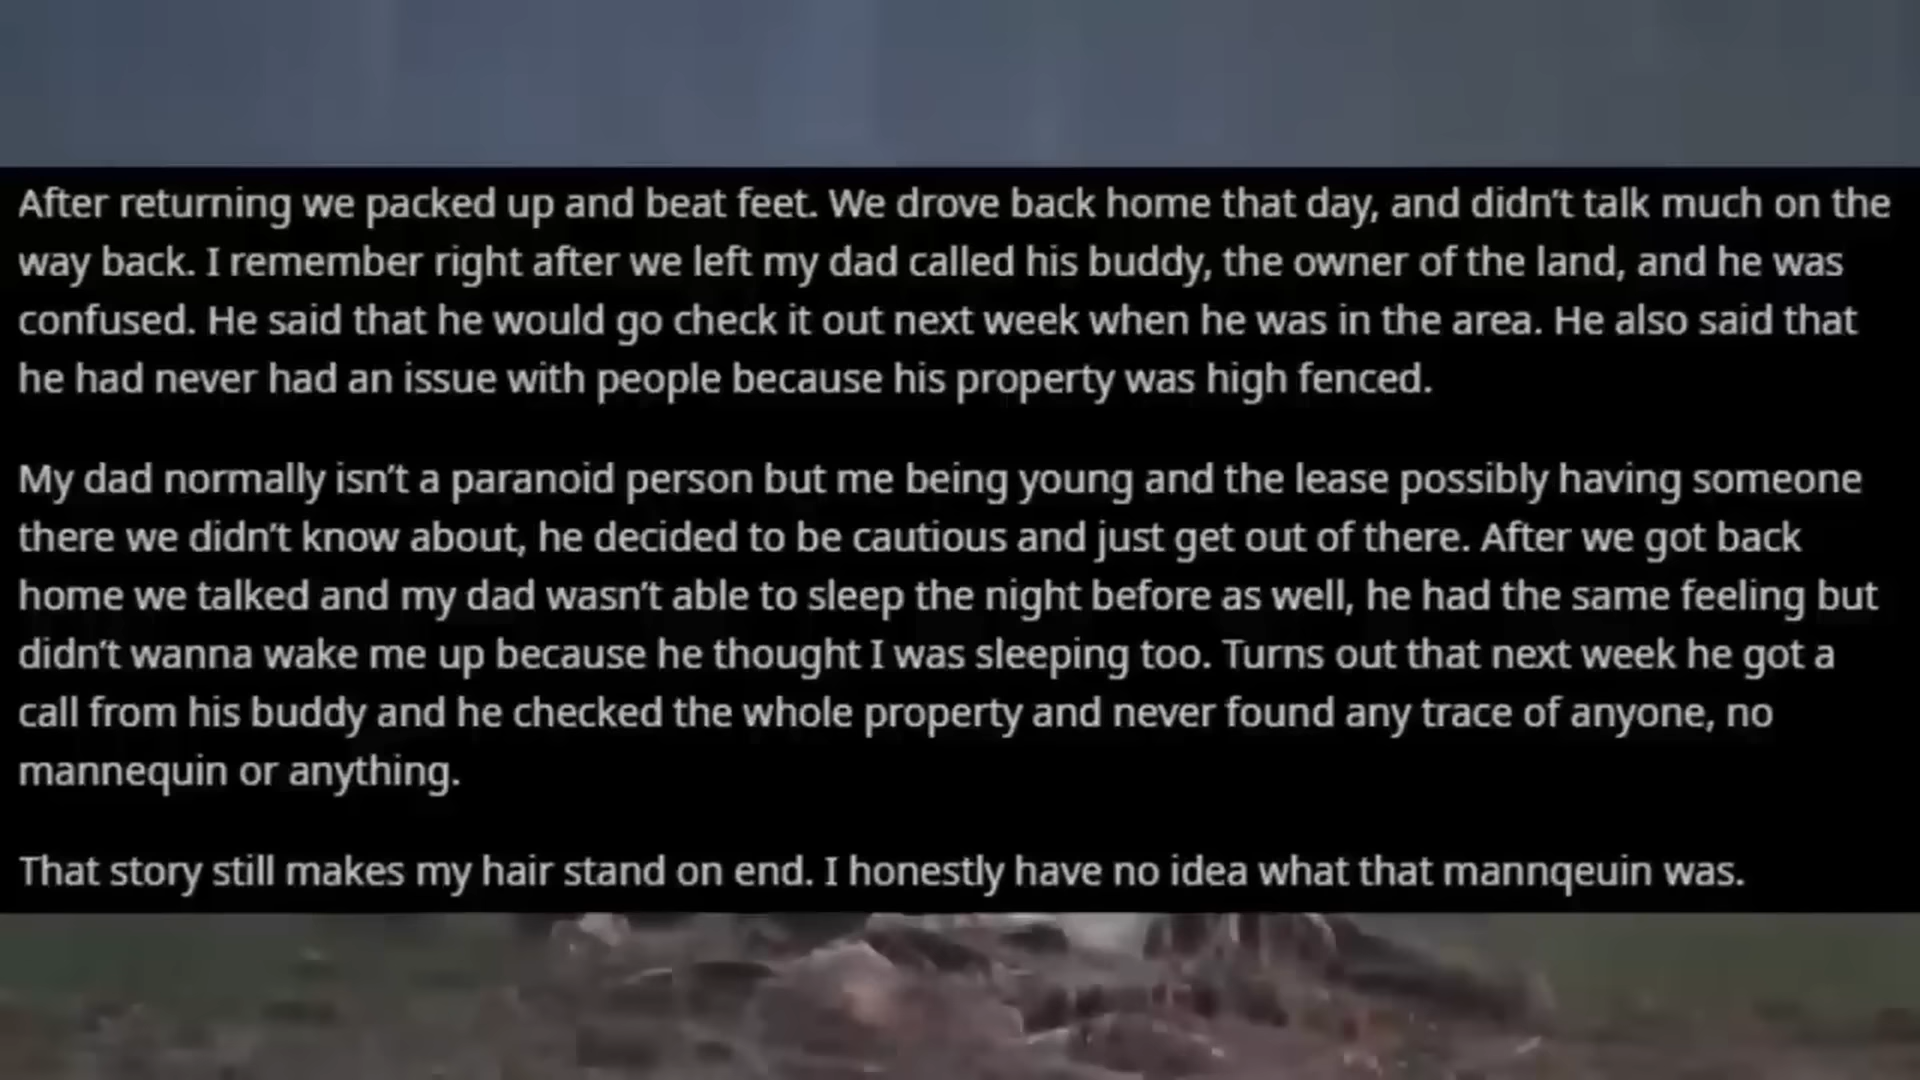 After returning we packed up and beat feet. We drove back home that day, and didn’t talk much on the
way back. I remember right after we left my dad called his buddy, the owner of the land, and he was
confused. He said that he would go check it out next week when he was in the area. He also said that
he had never had an issue with people because his property was high fenced.
My dad normally isn’t a paranoid person but me being young and the lease possibly having someone
there we didn’t know about, he decided to be cautious and just get out of there. After we got back
home we talked and my dad wasn’t able to sleep the night before as well, he had the same feeling but
didn’t wanna wake me up because he thought I was sleeping too. Turns out that next week he got a
call from his buddy and he checked the whole property and never found any trace of anyone, no
mannequin or anything.
That story still makes my hair stand on end. I honestly have no idea what that mannqeuin was.